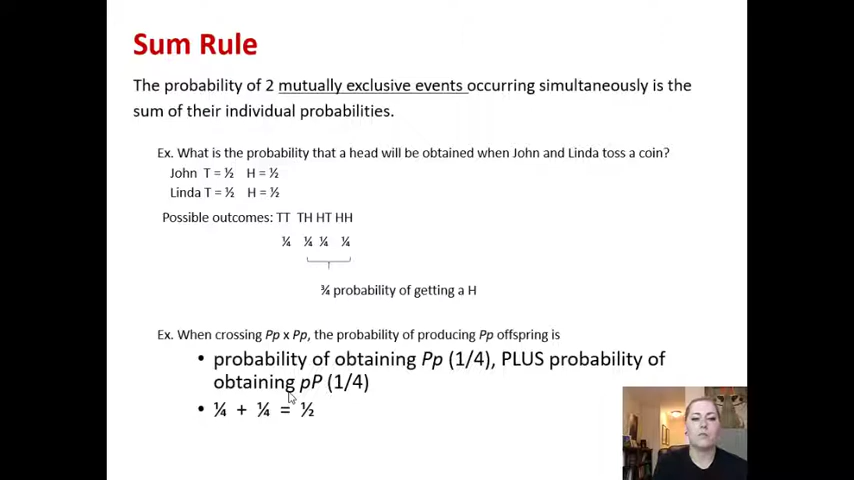 Sum Rule
The probability of 2 mutually exclusive events occurring simultaneously is the
sum of their individual probabilities.
Ex. What is the probability that a head will be obtained when John and Linda toss a coin?
John T = ½ H = ½
Linda T = ½ H = ½
Possible outcomes: TT TH HT HH
¼ ¼ ¼ ¼
¾ probability of getting a H
Ex. When crossing Pp x Pp, the probability of producing Pp offspring is
• probability of obtaining Pp (1/4), PLUS probability of
obtaining pP (1/4)
• ¼ + ¼ = ½